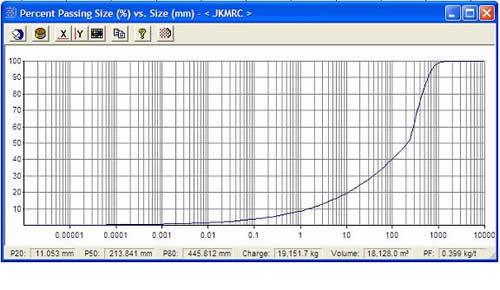 Percent Passing Size (%) vs. Size (mm) - < JKMRC >
X Y ?
100
90
80
70
60
50
40
30
20
10
0.00001 0.0001 0.001 0.01 0.1 1 10 100 1000 10000
P20: 11.053 mm P50: 213.841 mm P80: 445.812 mm Charge: 19,151.7 kg Volume: 18,128.0 m³ PF: 0.399 kg/t